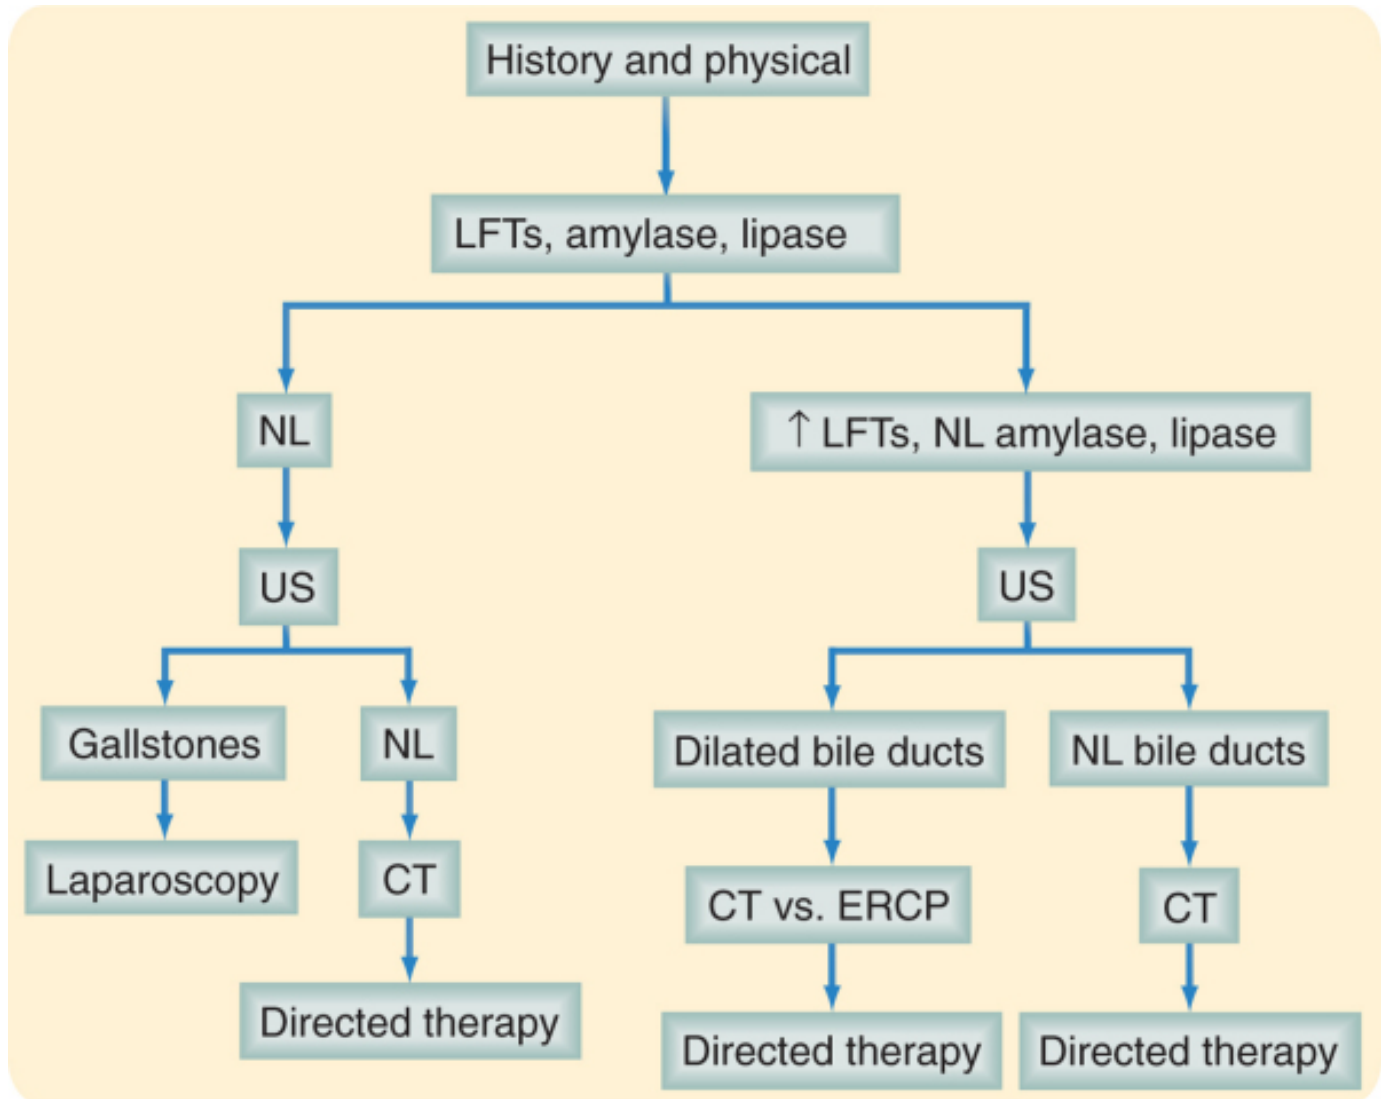 History and physical
LFTs, amylase, lipase
NL
↑ LFTs, NL amylase, lipase
US
US
Gallstones
NL
Dilated bile ducts
NL bile ducts
Laparoscopy
CT
CT vs. ERCP
CT
Directed therapy
Directed therapy
Directed therapy